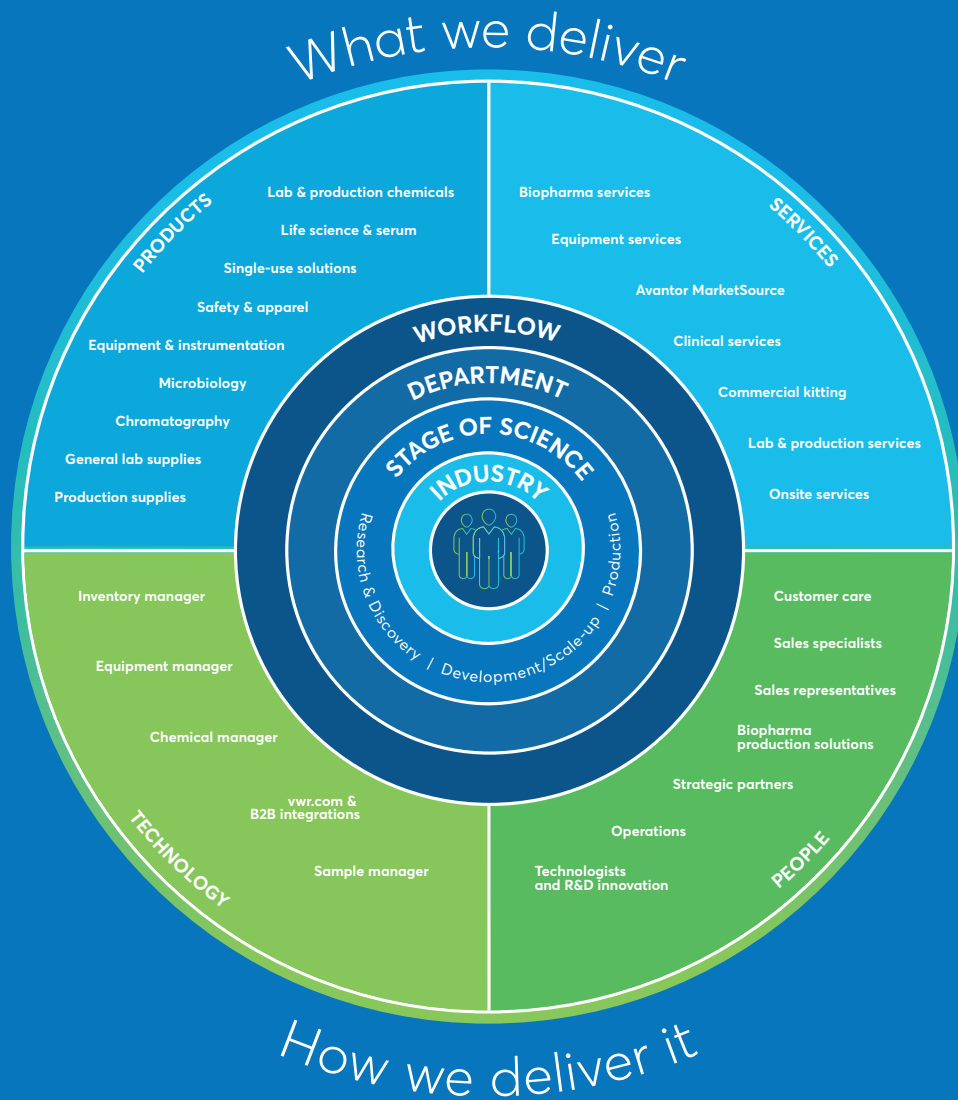 What we deliver
PRODUCTS
Lab & production chemicals
Life science & serum
Single-use solutions
Safety & apparel
Equipment & instrumentation
Microbiology
Chromatography
General lab supplies
Production supplies
SERVICES
Biopharma services
Equipment services
Avantor MarketSource
Clinical services
Commercial kitting
Lab & production services
Onsite services
WORKFLOW
DEPARTMENT
STAGE OF SCIENCE
INDUSTRY
Research & Discovery | Development/Scale-up | Production
TECHNOLOGY
Inventory manager
Equipment manager
Chemical manager
vwr.com &
B2B integrations
Sample manager
PEOPLE
Customer care
Sales specialists
Sales representatives
Biopharma
production solutions
Strategic partners
Operations
Technologists
and R&D innovation
How we deliver it